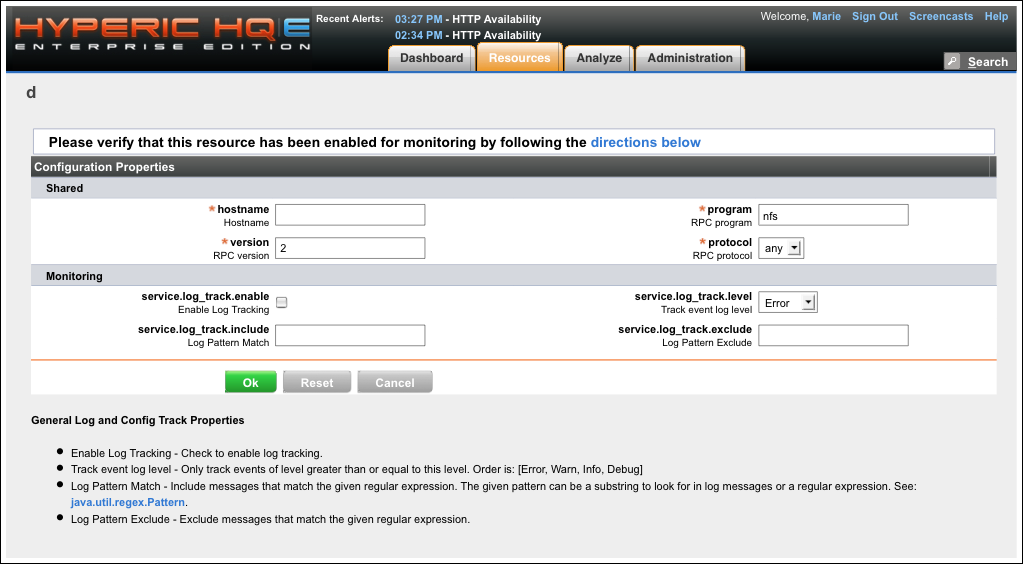 HYPERIC HQE
ENTERPRISE EDITION
Recent Alerts: 03:27 PM - HTTP Availability
02:34 PM - HTTP Availability
Welcome, Marie Sign Out Screencasts Help
Dashboard Resources Analyze Administration
Search
d
Please verify that this resource has been enabled for monitoring by following the directions below
Configuration Properties
Shared
*hostname
Hostname
*program nfs
RPC program
*version 2
RPC version
*protocol any
RPC protocol
Monitoring
service.log_track.enable
Enable Log Tracking
service.log_track.level Error
Track event log level
service.log_track.include
Log Pattern Match
service.log_track.exclude
Log Pattern Exclude
Ok Reset Cancel
General Log and Config Track Properties
• Enable Log Tracking - Check to enable log tracking.
• Track event log level - Only track events of level greater than or equal to this level. Order is: [Error, Warn, Info, Debug]
• Log Pattern Match - Include messages that match the given regular expression. The given pattern can be a substring to look for in log messages or a regular expression. See:
java.util.regex.Pattern.
• Log Pattern Exclude - Exclude messages that match the given regular expression.